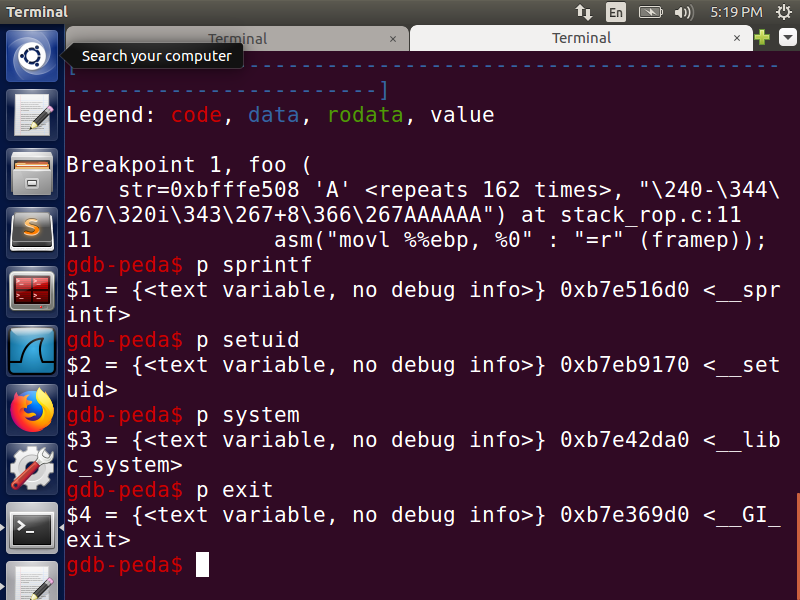 Terminal
En
5:19 PM
Terminal ×
Terminal ×
Search your computer
[-----------------------------------------
------------------------]
Legend: code, data, rodata, value
Breakpoint 1, foo (
    str=0xbfffe508 'A' <repeats 162 times>, "\240-\344\
267\320i\343\267+8\366\267AAAAAA") at stack_rop.c:11
11              asm("movl %%ebp, %0" : "=r" (framep));
gdb-peda$ p sprintf
$1 = {<text variable, no debug info>} 0xb7e516d0 <__spr
intf>
gdb-peda$ p setuid
$2 = {<text variable, no debug info>} 0xb7eb9170 <__set
uid>
gdb-peda$ p system
$3 = {<text variable, no debug info>} 0xb7e42da0 <__lib
c_system>
gdb-peda$ p exit
$4 = {<text variable, no debug info>} 0xb7e369d0 <__GI_
exit>
gdb-peda$